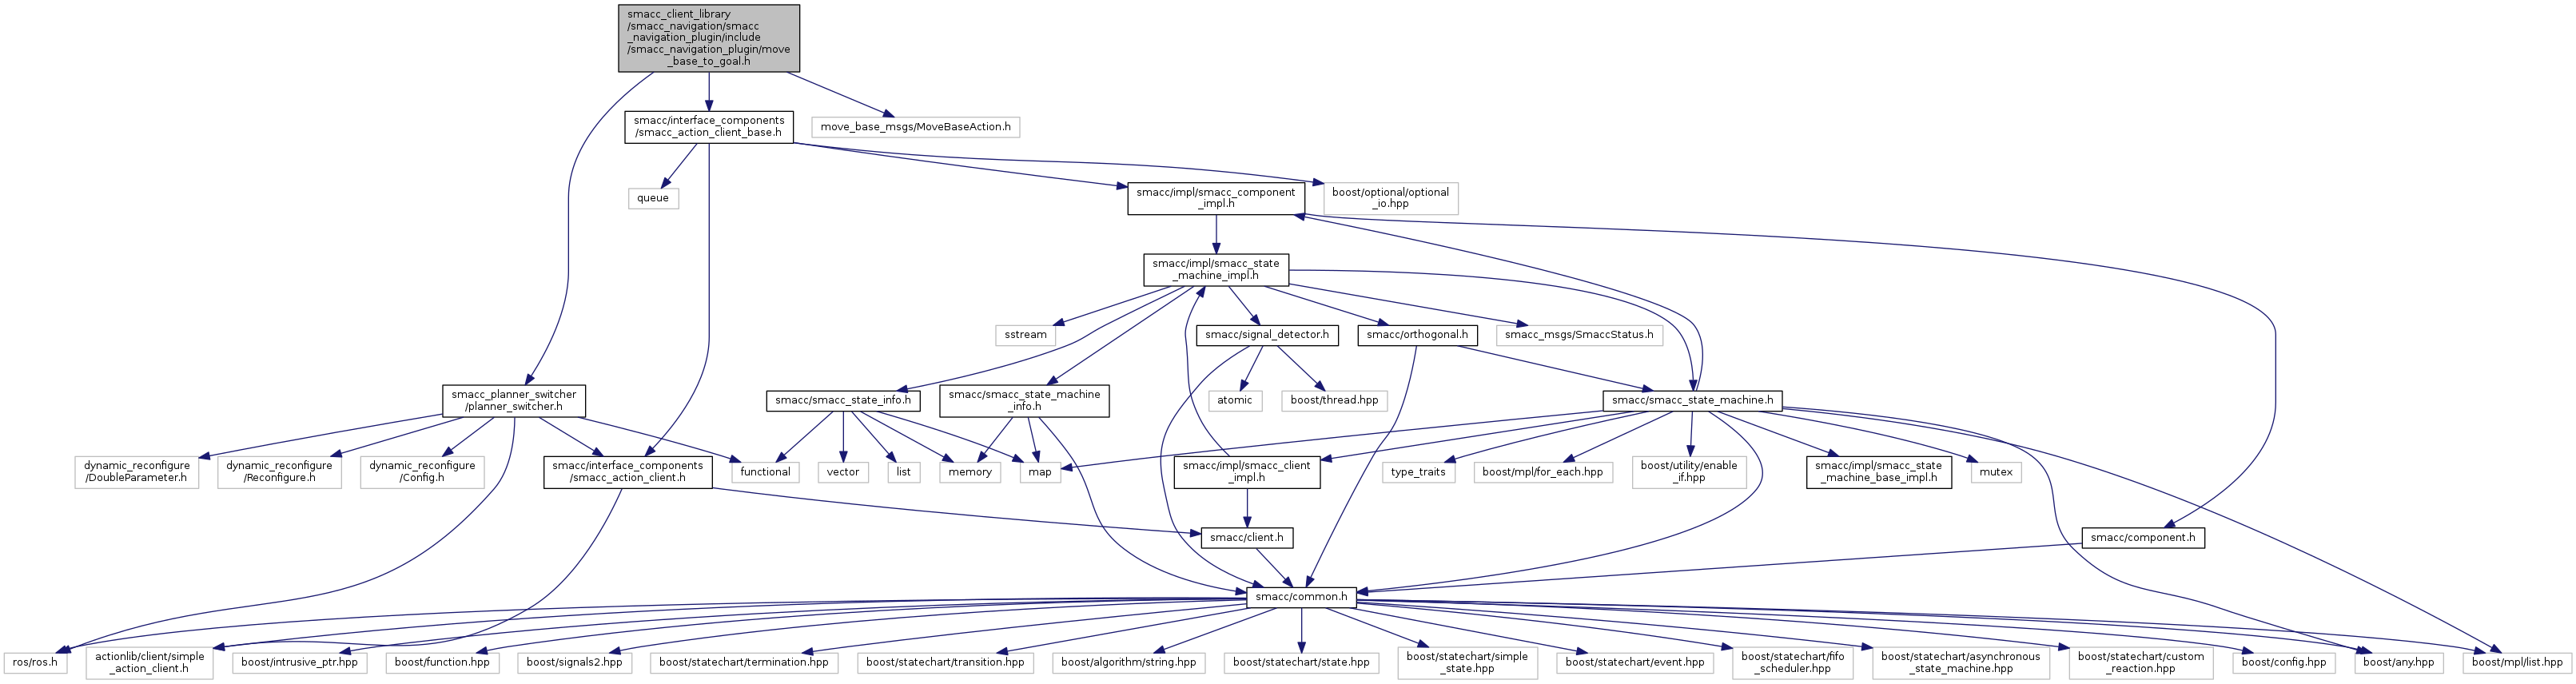 smacc_client_library
/smacc_navigation/smacc
_navigation_plugin/include
/smacc_navigation_plugin/move
_base_to_goal.h
smacc/interface_components
/smacc_action_client_base.h
move_base_msgs/MoveBaseAction.h
queue
smacc/impl/smacc_component
_impl.h
boost/optional/optional
_io.hpp
smacc/impl/smacc_state
_machine_impl.h
sstream
smacc/signal_detector.h
smacc/orthogonal.h
smacc_msgs/SmaccStatus.h
smacc_planner_switcher
/planner_switcher.h
smacc/smacc_state_info.h
smacc/smacc_state_machine
_info.h
atomic
boost/thread.hpp
smacc/smacc_state_machine.h
dynamic_reconfigure
/DoubleParameter.h
dynamic_reconfigure
/Reconfigure.h
dynamic_reconfigure
/Config.h
smacc/interface_components
/smacc_action_client.h
functional
vector
list
memory
map
smacc/impl/smacc_client
_impl.h
type_traits
boost/mpl/for_each.hpp
boost/utility/enable
_if.hpp
smacc/impl/smacc_state
_machine_base_impl.h
mutex
smacc/client.h
smacc/component.h
smacc/common.h
ros/ros.h
actionlib/client/simple
_action_client.h
boost/intrusive_ptr.hpp
boost/function.hpp
boost/signals2.hpp
boost/statechart/termination.hpp
boost/statechart/transition.hpp
boost/algorithm/string.hpp
boost/statechart/state.hpp
boost/statechart/simple
_state.hpp
boost/statechart/event.hpp
boost/statechart/fifo
_scheduler.hpp
boost/statechart/asynchronous
_state_machine.hpp
boost/statechart/custom
_reaction.hpp
boost/config.hpp
boost/any.hpp
boost/mpl/list.hpp